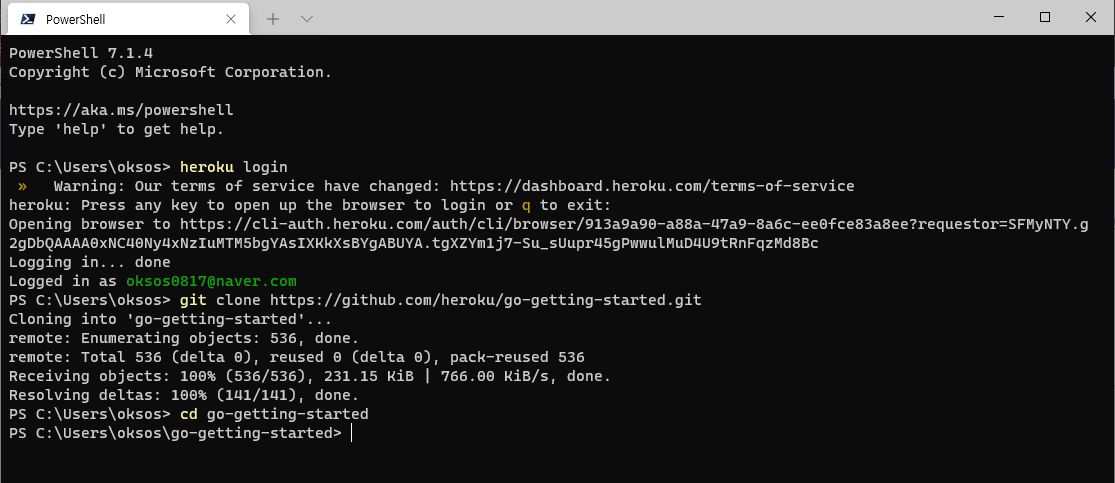 PowerShell
PowerShell 7.1.4
Copyright (c) Microsoft Corporation.
https://aka.ms/powershell
Type 'help' to get help.
PS C:\Users\oksos> heroku login
»   Warning: Our terms of service have changed: https://dashboard.heroku.com/terms-of-service
heroku: Press any key to open up the browser to login or q to exit:
Opening browser to https://cli-auth.heroku.com/auth/cli/browser/913a9a90-a88a-47a9-8a6c-ee0fce83a8ee?requestor=SFMyNTY.g
2gDbQAAAA0xNC40Ny4xNzIuMTM5bgYAsIXKkXsBYgABUYA.tgXZYm1j7-Su_sUupr45gPwwulMuD4U9tRnFqzMd8Bc
Logging in... done
Logged in as oksos0817@naver.com
PS C:\Users\oksos> git clone https://github.com/heroku/go-getting-started.git
Cloning into 'go-getting-started'...
remote: Enumerating objects: 536, done.
remote: Total 536 (delta 0), reused 0 (delta 0), pack-reused 536
Receiving objects: 100% (536/536), 231.15 KiB | 766.00 KiB/s, done.
Resolving deltas: 100% (141/141), done.
PS C:\Users\oksos> cd go-getting-started
PS C:\Users\oksos\go-getting-started>